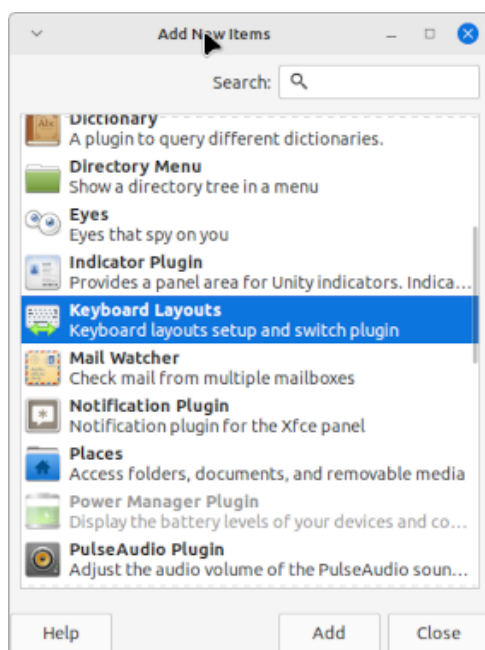 Add New Items
Search:
Dictionary
A plugin to query different dictionaries.
Directory Menu
Show a directory tree in a menu
Eyes
Eyes that spy on you
Indicator Plugin
Provides a panel area for Unity indicators. Indica...
Keyboard Layouts
Keyboard layouts setup and switch plugin
Mail Watcher
Check mail from multiple mailboxes
Notification Plugin
Notification plugin for the Xfce panel
Places
Access folders, documents, and removable media
Power Manager Plugin
Display the battery levels of your devices and co...
PulseAudio Plugin
Adjust the audio volume of the PulseAudio soun...
Help Add Close